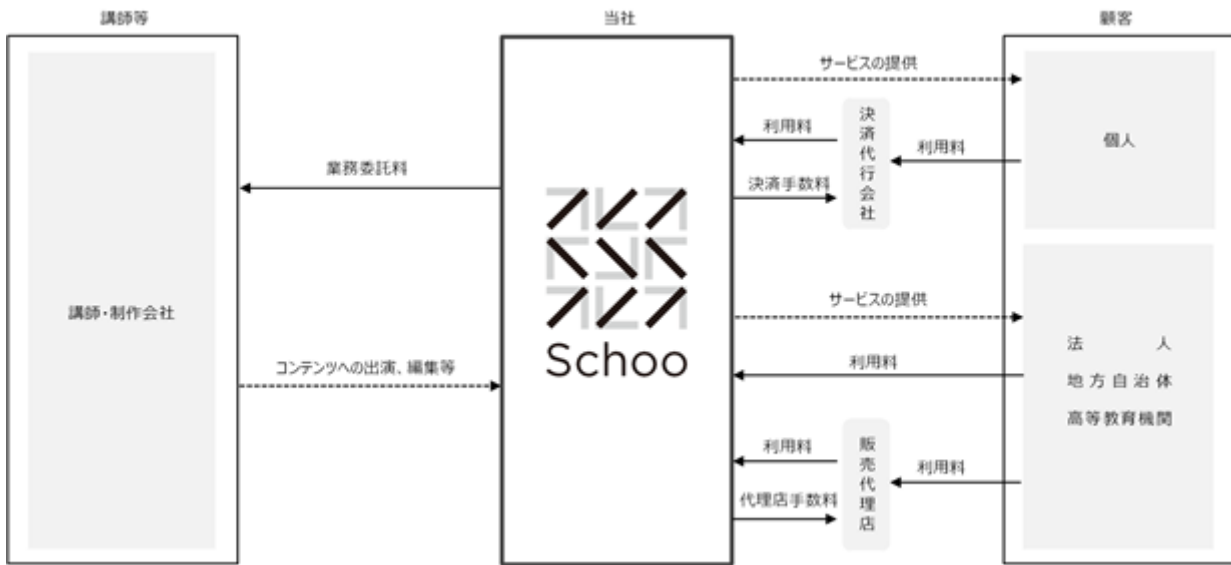 講師等
当社
顧客
サービスの提供
決済代行会社
利用料
利用料
個人
業務委託料
決済手数料
講師・制作会社
サービスの提供
Schoo
法人
コンテンツへの出演、編集等
利用料
地方自治体
高等教育機関
販売代理店
利用料
利用料
代理店手数料